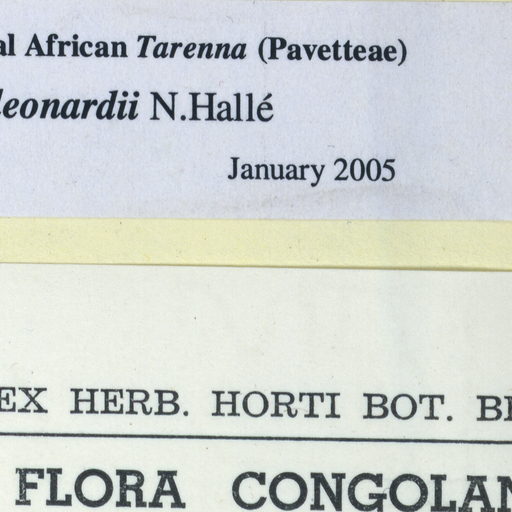 al African Tarenna (Pavetteae)
leonardii N.Hallé
January 2005
EX HERB. HORTI BOT. B
FLORA CONGOLAN